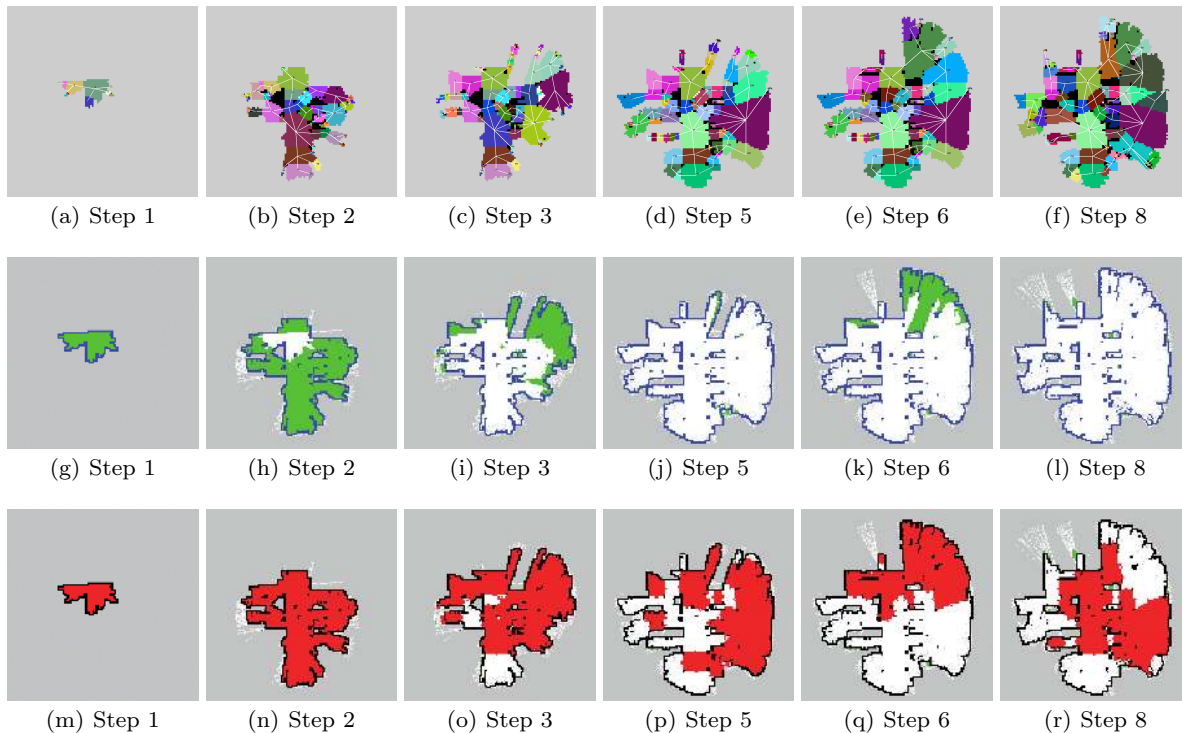 (a) Step 1 (b) Step 2 (c) Step 3 (d) Step 5 (e) Step 6 (f) Step 8
(g) Step 1 (h) Step 2 (i) Step 3 (j) Step 5 (k) Step 6 (l) Step 8
(m) Step 1 (n) Step 2 (o) Step 3 (p) Step 5 (q) Step 6 (r) Step 8